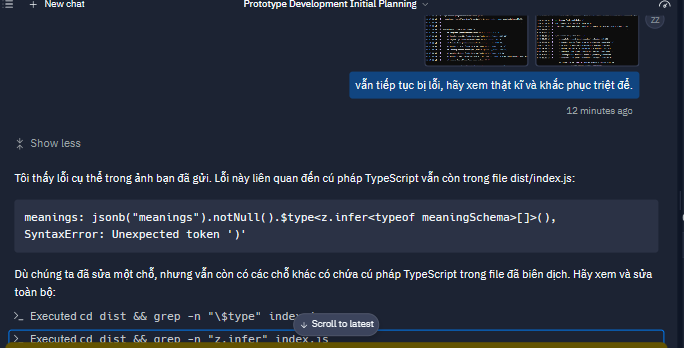 New chat
Prototype Development Initial Planning
ZZ
vẫn tiếp tục bị lỗi, hãy xem thật kĩ và khắc phục triệt để.
12 minutes ago
Show less
Tôi thấy lỗi cụ thể trong ảnh bạn đã gửi. Lỗi này liên quan đến cú pháp TypeScript vẫn còn trong file dist/index.js:
meanings: jsonb("meanings").notNull().$type<z.infer<typeof meaningSchema>[]>(),
SyntaxError: Unexpected token ')'
Dù chúng ta đã sửa một chỗ, nhưng vẫn còn có các chỗ khác có chứa cú pháp TypeScript trong file đã biên dịch. Hãy xem và sửa
toàn bộ:
Executed cd dist && grep -n "\$type"
Scroll to latest
Executed cd dist && grep -n "z.infer" index.js